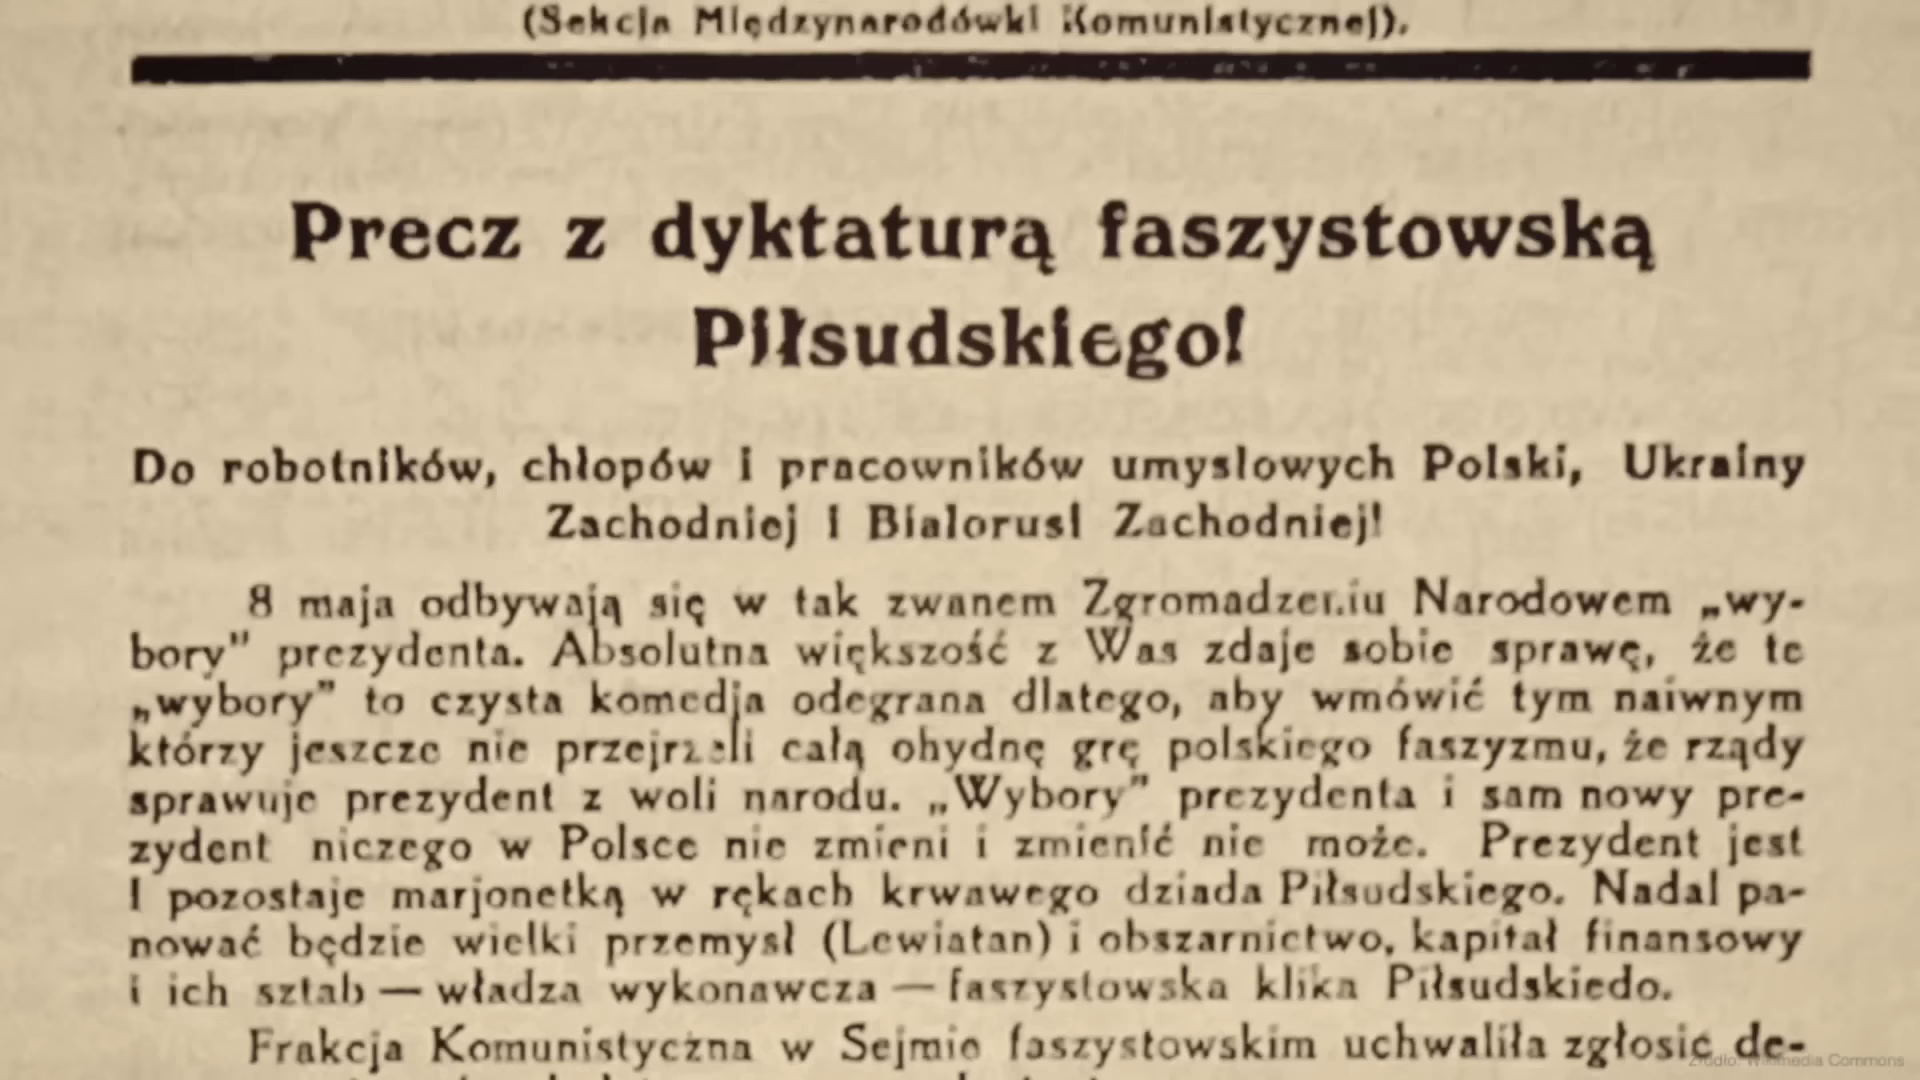 (Sekcja Międzynarodówki Komunistycznej).
Precz z dyktaturą faszystowską
Piłsudskiego!
Do robotników, chłopów i pracowników umysłowych Polski, Ukrainy
Zachodniej i Białorusi Zachodniej!
8 maja odbywają się w tak zwanem Zgromadzeniu Narodowem „wy-
bory” prezydenta. Absolutna większość z Was zdaje sobie sprawę, że te
„wybory” to czysta komedja odegrana dlatego, aby wmówić tym naiwnym
którzy jeszcze nie przejrzeli całą ohydnę grę polskiego faszyzmu, że rządy
sprawuje prezydent z woli narodu. „Wybory” prezydenta i sam nowy pre-
zydent niczego w Polsce nie zmieni i zmienić nie może. Prezydent jest
i pozostaje marjonetką w rękach krwawego dziada Piłsudskiego. Nadal pa-
nować będzie wielki przemysł (Lewiatan) i obszarnictwo, kapitał finansowy
i ich sztab — władza wykonawcza — faszystowska klika Piłsudskiedo.
Frakcja Komunistyczna w Sejmie faszystowskim uchwaliła zgłosić de-
Źródło: Wikimedia Commons